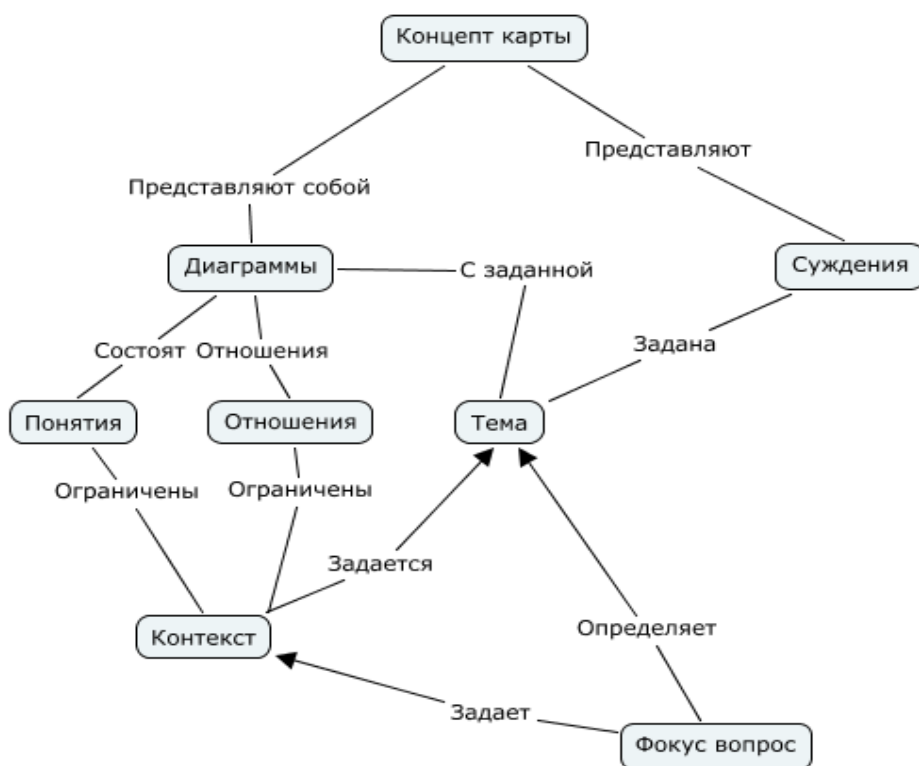 Концепт карты
Представляют
Представляют собой
Диаграммы
С заданной
Суждения
Состоят
Отношения
Задана
Понятия
Отношения
Тема
Ограничены
Ограничены
Задается
Контекст
Определяет
Задает
Фокус вопрос